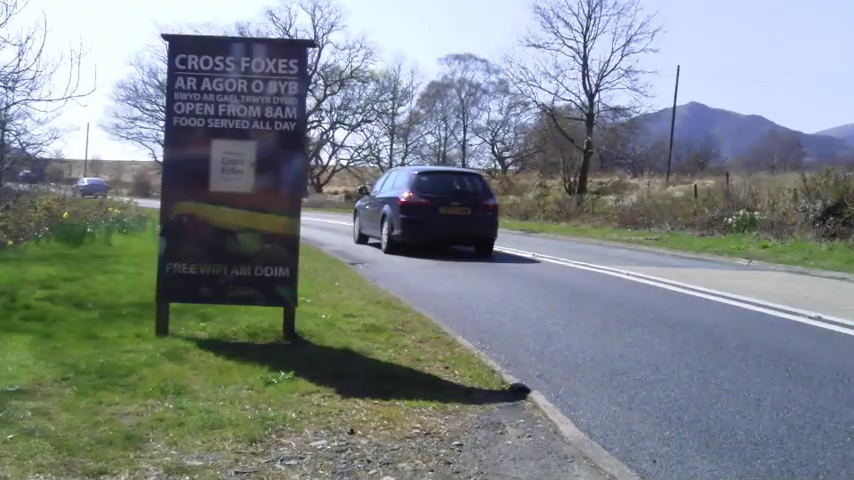 CROSS FOXES
AR AGOR O 8YB
BWYD AR GAEL TRWY'R DYDD
OPEN FROM 8AM
FOOD SERVED ALL DAY
Cross
Foxes
FREE WIFI AM DDIM